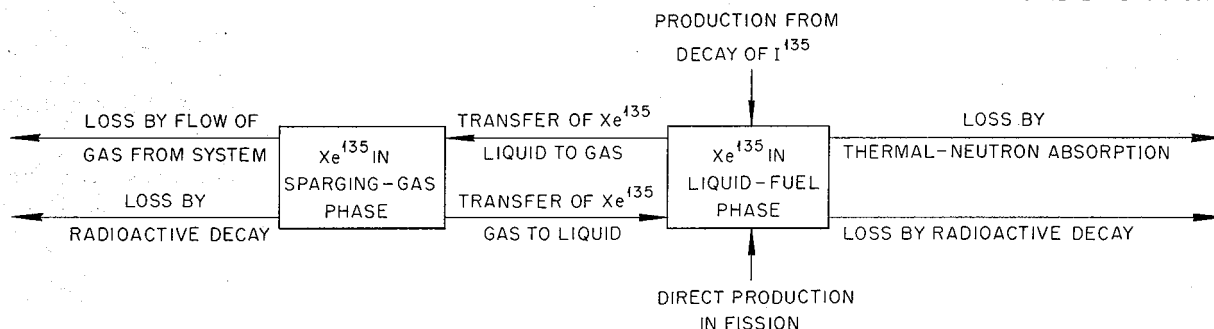 PRODUCTION FROM
DECAY OF I¹³⁵
LOSS BY FLOW OF
GAS FROM SYSTEM
LOSS BY
RADIOACTIVE DECAY
Xe¹³⁵ IN
SPARGING-GAS
PHASE
TRANSFER OF Xe¹³⁵
LIQUID TO GAS
TRANSFER OF Xe¹³⁵
GAS TO LIQUID
Xe¹³⁵ IN
LIQUID-FUEL
PHASE
LOSS BY
THERMAL-NEUTRON ABSORPTION
LOSS BY RADIOACTIVE DECAY
DIRECT PRODUCTION
IN FISSION